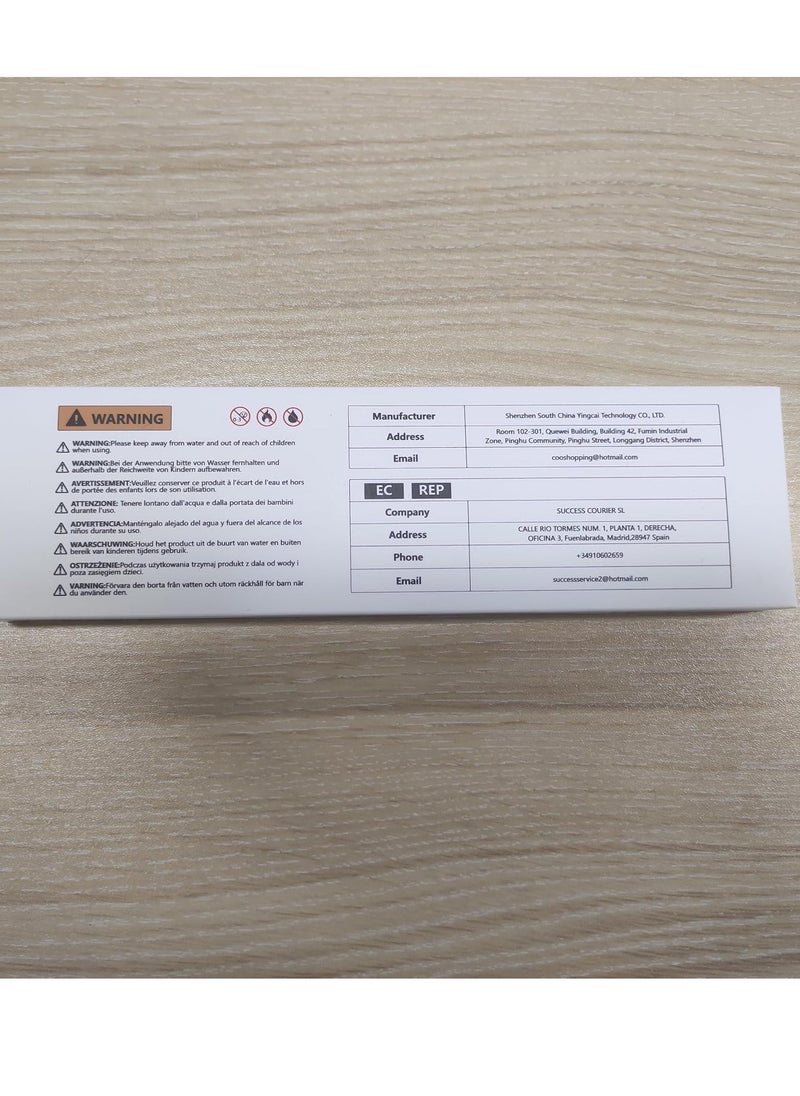 WARNING
0-3
WARNING:Please keep away from water and out of reach of children
when using.
WARNING:Bei der Anwendung bitte von Wasser fernhalten und
außerhalb der Reichweite von Kindern aufbewahren.
AVERTISSEMENT:Veuillez conserver ce produit à l'écart de l'eau et hors
de portée des enfants lors de son utilisation.
ATTENZIONE: Tenere lontano dall'acqua e dalla portata dei bambini
durante l'uso.
ADVERTENCIA:Manténgalo alejado del agua y fuera del alcance de los
niños durante su uso.
WAARSCHUWING:Houd het product uit de buurt van water en buiten
bereik van kinderen tijdens gebruik.
OSTRZEŻENIE:Podczas użytkowania trzymaj produkt z dala od wody i
poza zasięgiem dzieci.
VARNING:Förvara den borta från vatten och utom räckhåll för barn när
du använder den.
Manufacturer Shenzhen South China Yingcai Technology CO., LTD.
Address Room 102-301, Quewei Building, Building 42, Fumin Industrial
Zone, Pinghu Community, Pinghu Street, Longgang District, Shenzhen
Email cooshopping@hotmail.com
EC REP
Company SUCCESS COURIER SL
Address CALLE RIO TORMES NUM. 1, PLANTA 1, DERECHA,
OFICINA 3, Fuenlabrada, Madrid,28947 Spain
Phone +34910602659
Email successservice2@hotmail.com